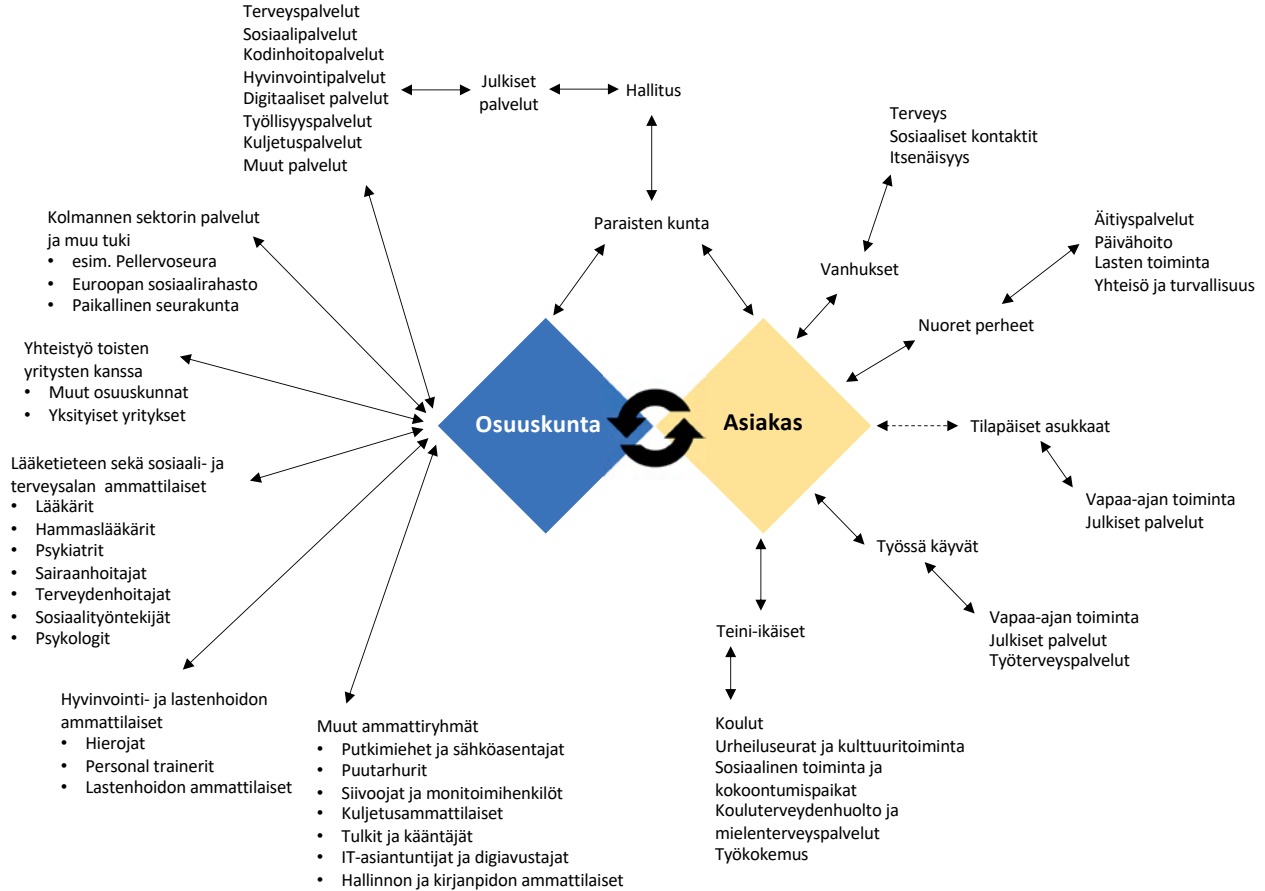 Terveyspalvelut
Sosiaalipalvelut
Kodinhoitopalvelut
Hyvinvointipalvelut
Digitaaliset palvelut
Työllisyyspalvelut
Kuljetuspalvelut
Muut palvelut
Julkiset
palvelut
Hallitus
Paraisten kunta
Terveys
Sosiaaliset kontaktit
Itsenäisyys
Vanhukset
Äitiyspalvelut
Päivähoito
Lasten toiminta
Yhteisö ja turvallisuus
Nuoret perheet
Kolmannen sektorin palvelut
ja muu tuki
• esim. Pellervoseura
• Euroopan sosiaalirahasto
• Paikallinen seurakunta
Yhteistyö toisten
yritysten kanssa
• Muut osuuskunnat
• Yksityiset yritykset
Osuuskunta
Asiakas
Tilapäiset asukkaat
Vapaa-ajan toiminta
Julkiset palvelut
Lääketieteen sekä sosiaali- ja
terveysalan ammattilaiset
• Lääkärit
• Hammaslääkärit
• Psykiatrit
• Sairaanhoitajat
• Terveydenhoitajat
• Sosiaalityöntekijät
• Psykologit
Työssä käyvät
Vapaa-ajan toiminta
Julkiset palvelut
Työterveyspalvelut
Teini-ikäiset
Koulut
Urheiluseurat ja kulttuuritoiminta
Sosiaalinen toiminta ja
kokoontumispaikat
Kouluterveydenhuolto ja
mielenterveyspalvelut
Työkokemus
Hyvinvointi- ja lastenhoidon
ammattilaiset
• Hierojat
• Personal trainerit
• Lastenhoidon ammattilaiset
Muut ammattiryhmät
• Putkimiehet ja sähköasentajat
• Puutarhurit
• Siivoojat ja monitoimihenkilöt
• Kuljetusammattilaiset
• Tulkit ja kääntäjät
• IT-asiantuntijat ja digiavustajat
• Hallinnon ja kirjanpidon ammattilaiset